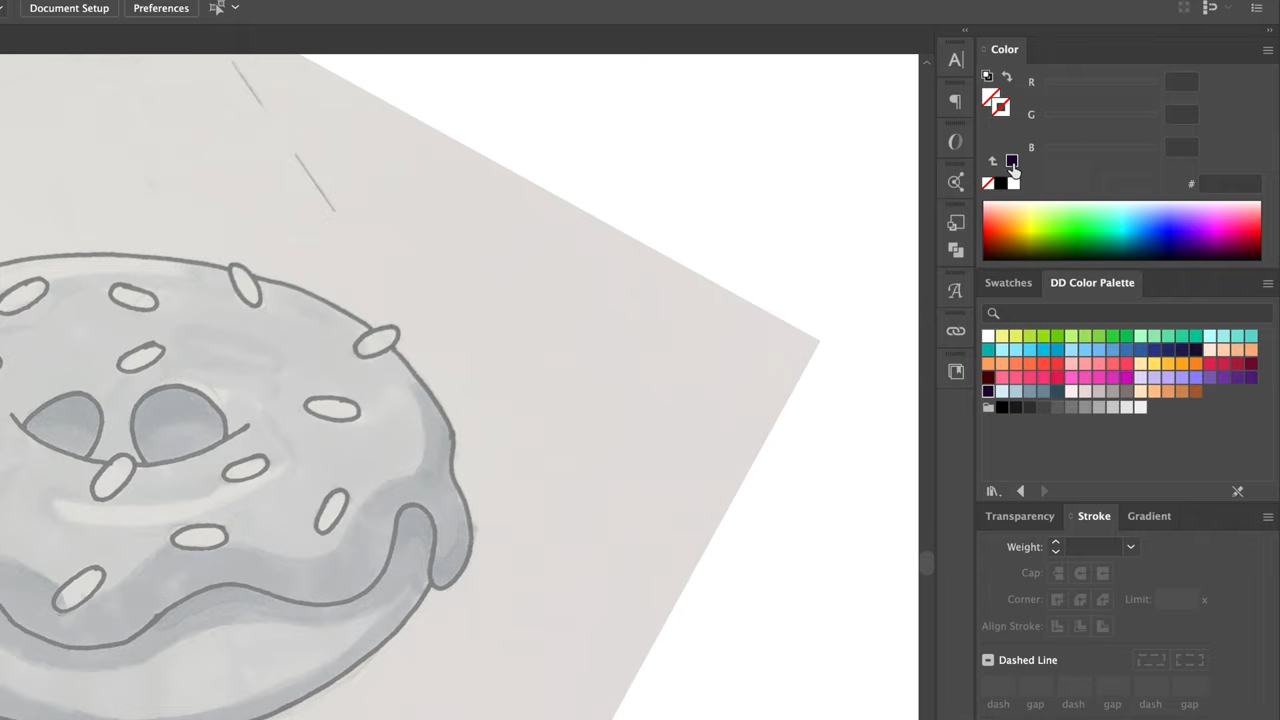 Document Setup
Preferences
Color
R
G
B
#
Swatches
DD Color Palette
Transparency
Stroke
Gradient
Weight:
Cap:
Corner:
Limit:
x
Align Stroke:
Dashed Line
dash gap dash gap dash gap